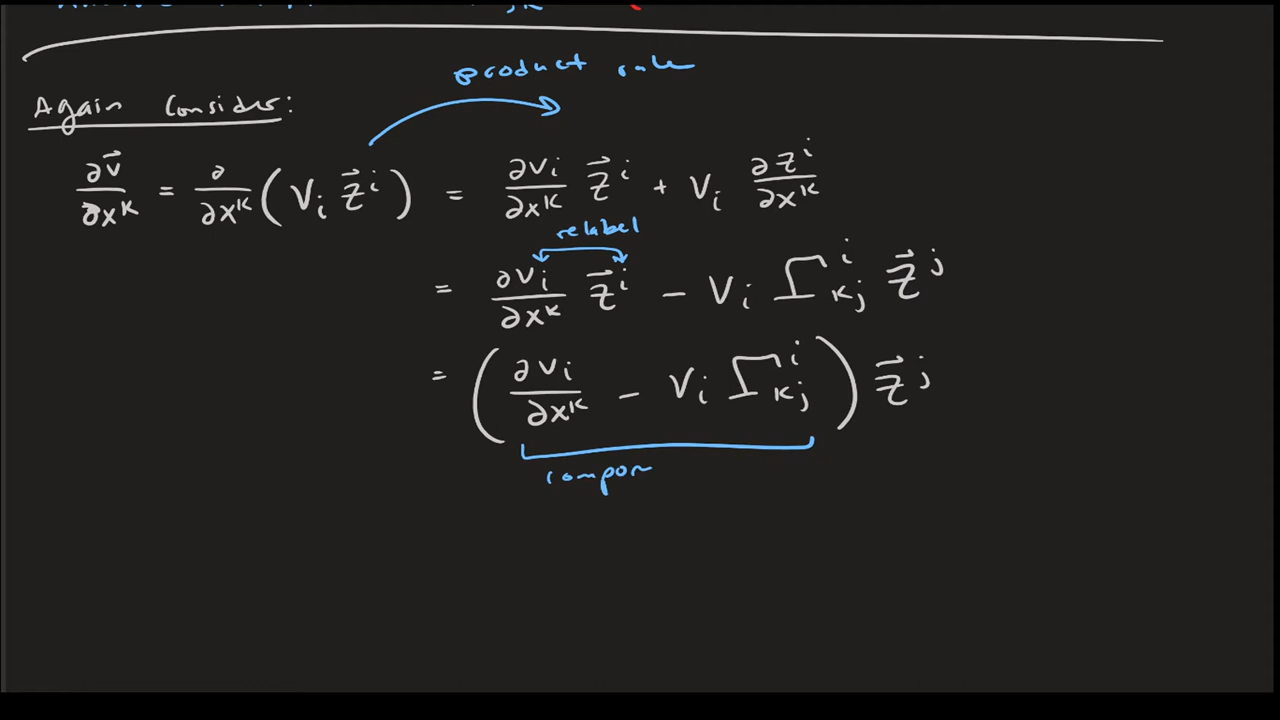 product rule
Again Consider:
∂v⃗/∂x^k = ∂/∂x^k (V_i Z⃗^i) = ∂V_i/∂x^k Z⃗^i + V_i ∂Z^i/∂x^k
relabel
= ∂V_i/∂x^k Z⃗^i − V_i Γ^i_kj Z⃗^j
= (∂V_i/∂x^k − V_i Γ^i_kj) Z⃗^j
compon